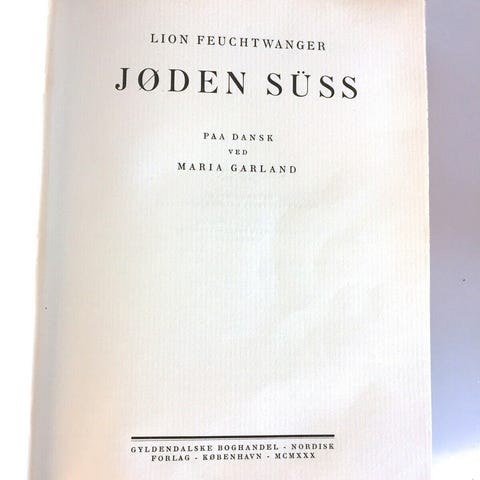 LION FEUCHTWANGER
JØDEN SÜSS
PAA DANSK
VED
MARIA GARLAND
GYLDENDALSKE BOGHANDEL - NORDISK
FORLAG - KØBENHAVN - MCMXXX